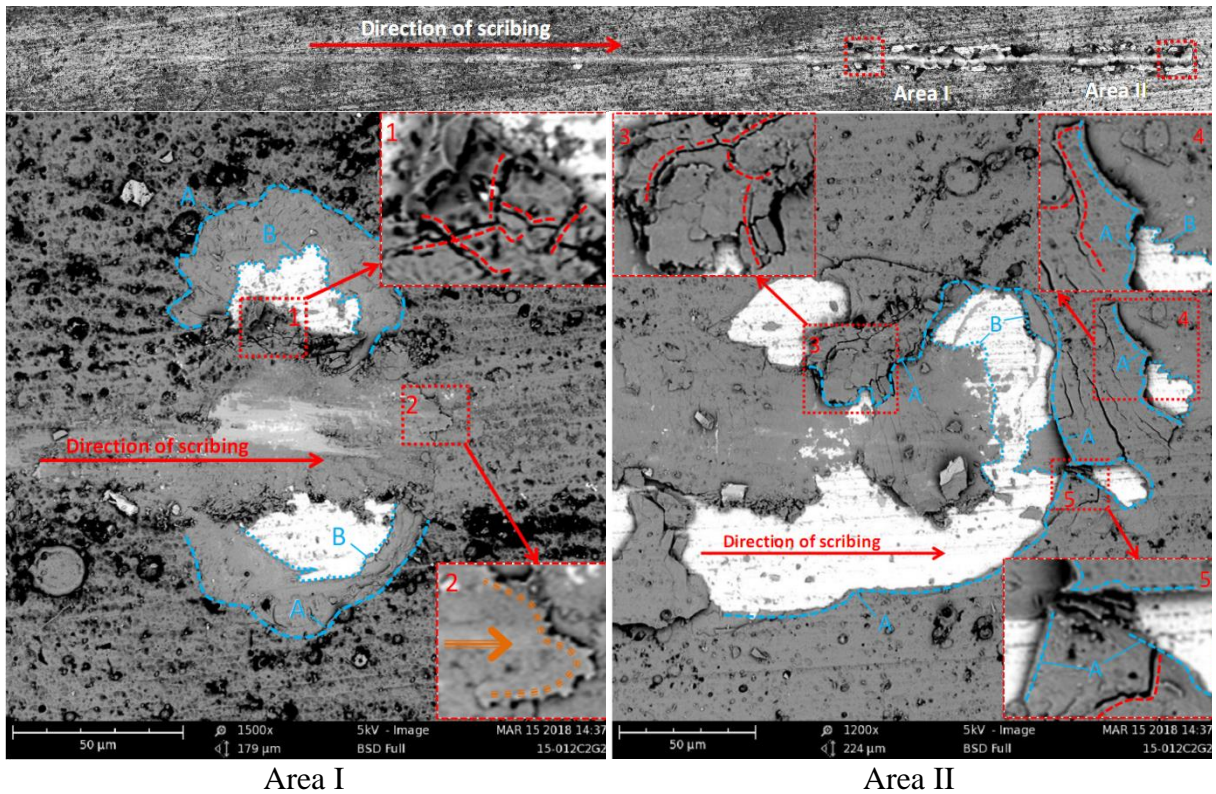 Direction of scribing
Area I
Area II
1
3
4
A
B
1
2
Direction of scribing
B
A
2
A
B
3
B
A
4
A
A
5
Direction of scribing
A
5
A
50 µm
1500x
179 µm
5kV - Image
BSD Full
MAR 15 2018 14:37
15-012C2G2
50 µm
1200x
224 µm
5kV - Image
BSD Full
MAR 15 2018 14:37
15-012C2G2
Area I
Area II